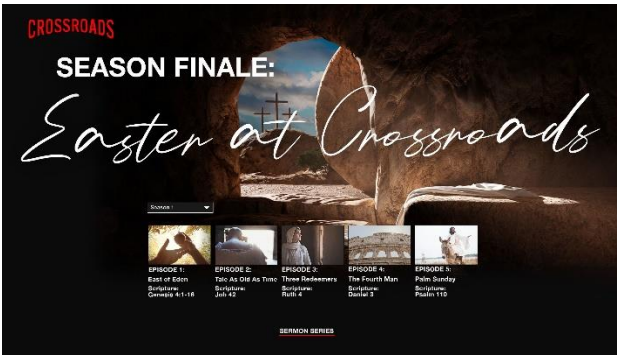 CROSSROADS
SEASON FINALE:
Easter at Crossroads
Season 1
EPISODE 1:
East of Eden
Scripture:
Genesis 4:1-16
EPISODE 2:
Tale As Old As Time
Scripture:
Job 42
EPISODE 3:
Three Redeemers
Scripture:
Ruth 4
EPISODE 4:
The Fourth Man
Scripture:
Daniel 3
EPISODE 5:
Palm Sunday
Scripture:
Psalm 110
SERMON SERIES